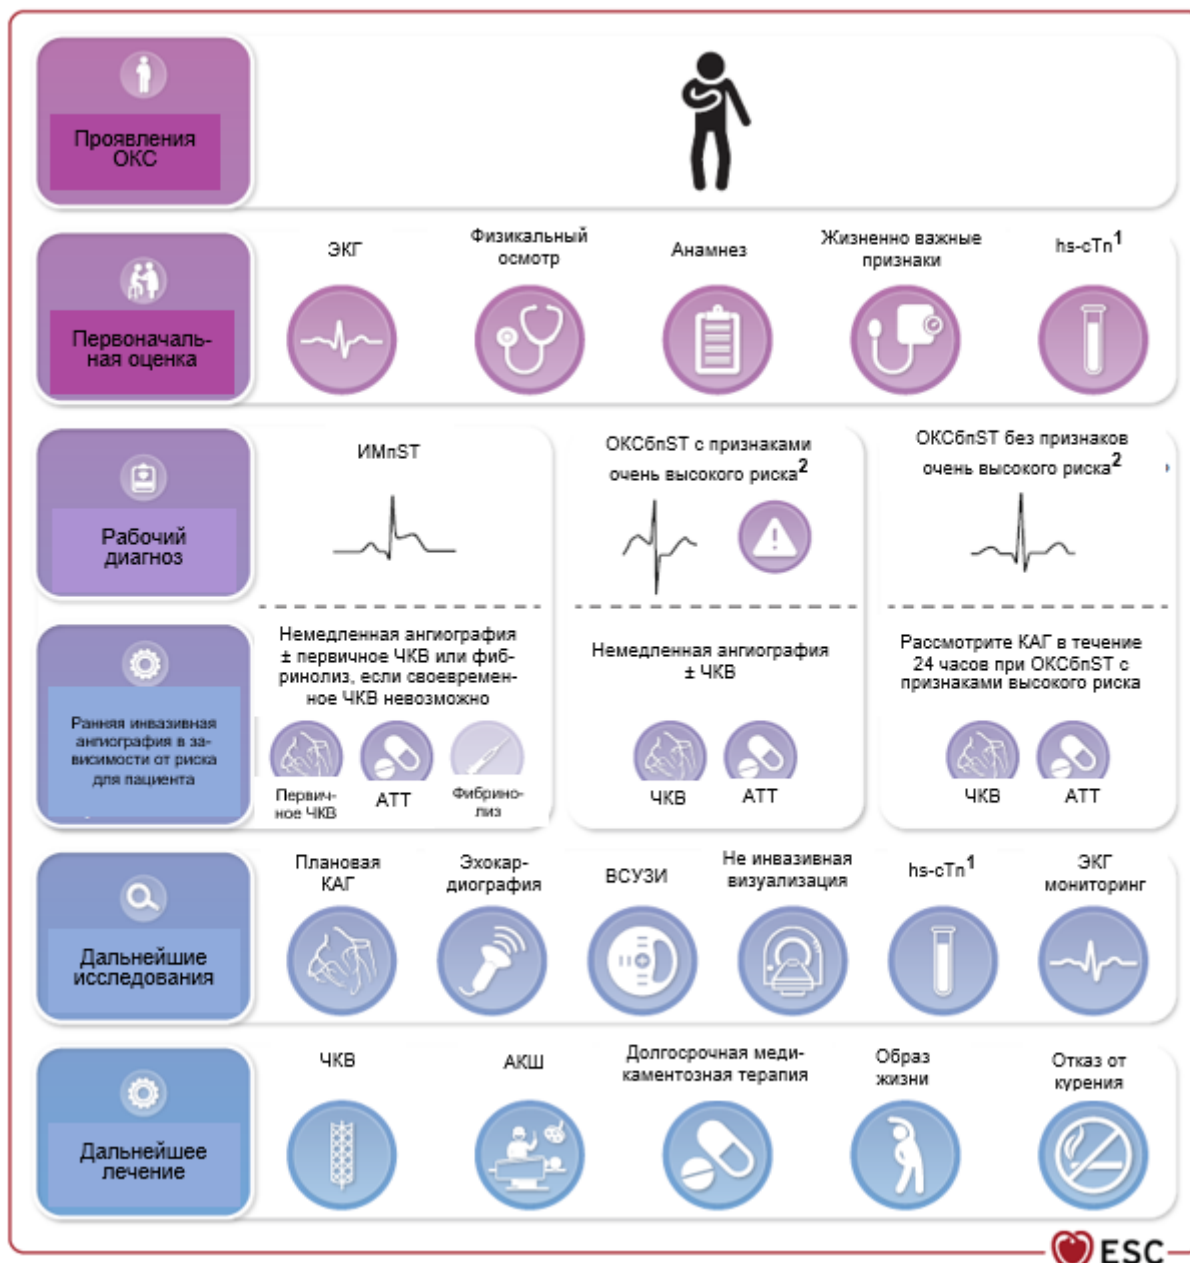 Проявления
ОКС
ЭКГ
Физикальный
осмотр
Анамнез
Жизненно важные
признаки
hs-cTn1
Первоначаль-
ная оценка
ИМпST
ОКСбпST с признаками
очень высокого риска2
ОКСбпST без признаков
очень высокого риска2
Рабочий
диагноз
Немедленная ангиография
± первичное ЧКВ или фиб-
ринолиз, если своевремен-
ное ЧКВ невозможно
Немедленная ангиография
± ЧКВ
Рассмотрите КАГ в течение
24 часов при ОКСбпST с
признаками высокого риска
Ранняя инвазивная
ангиография в за-
висимости от риска
для пациента
Первич-
ное ЧКВ
АТТ
Фибрино-
лиз
ЧКВ
АТТ
ЧКВ
АТТ
Плановая
КАГ
Эхокар-
диография
ВСУЗИ
Не инвазивная
визуализация
hs-cTn1
ЭКГ
мониторинг
Дальнейшие
исследования
ЧКВ
АКШ
Долгосрочная меди-
каментозная терапия
Образ
жизни
Отказ от
курения
Дальнейшее
лечение
ESC